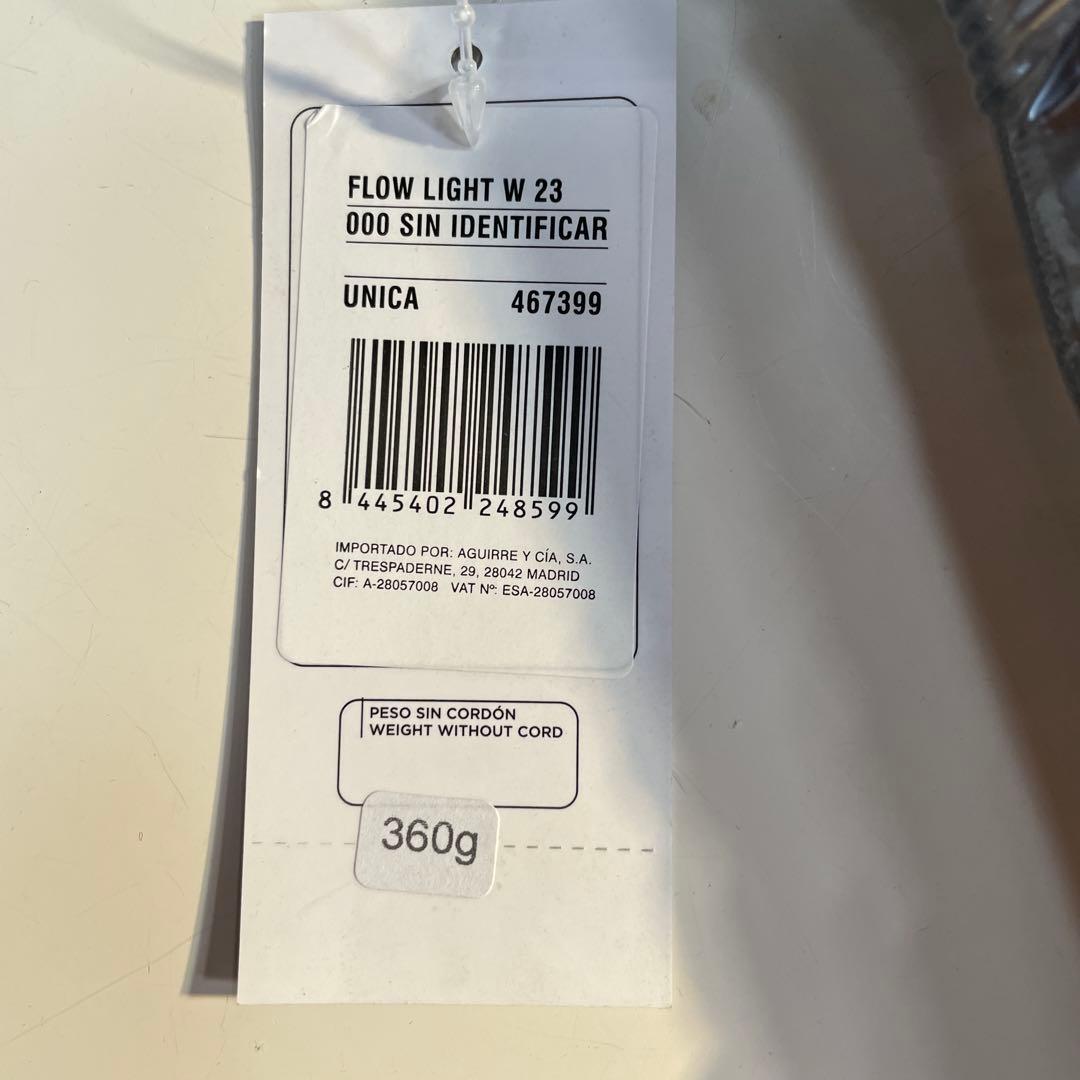 FLOW LIGHT W 23
000 SIN IDENTIFICAR
UNICA 467399
8 445402 248599
IMPORTADO POR: AGUIRRE Y CÍA, S.A.
C/ TRESPADERNE, 29, 28042 MADRID
CIF: A-28057008 VAT Nº: ESA-28057008
PESO SIN CORDÓN
WEIGHT WITHOUT CORD
360g